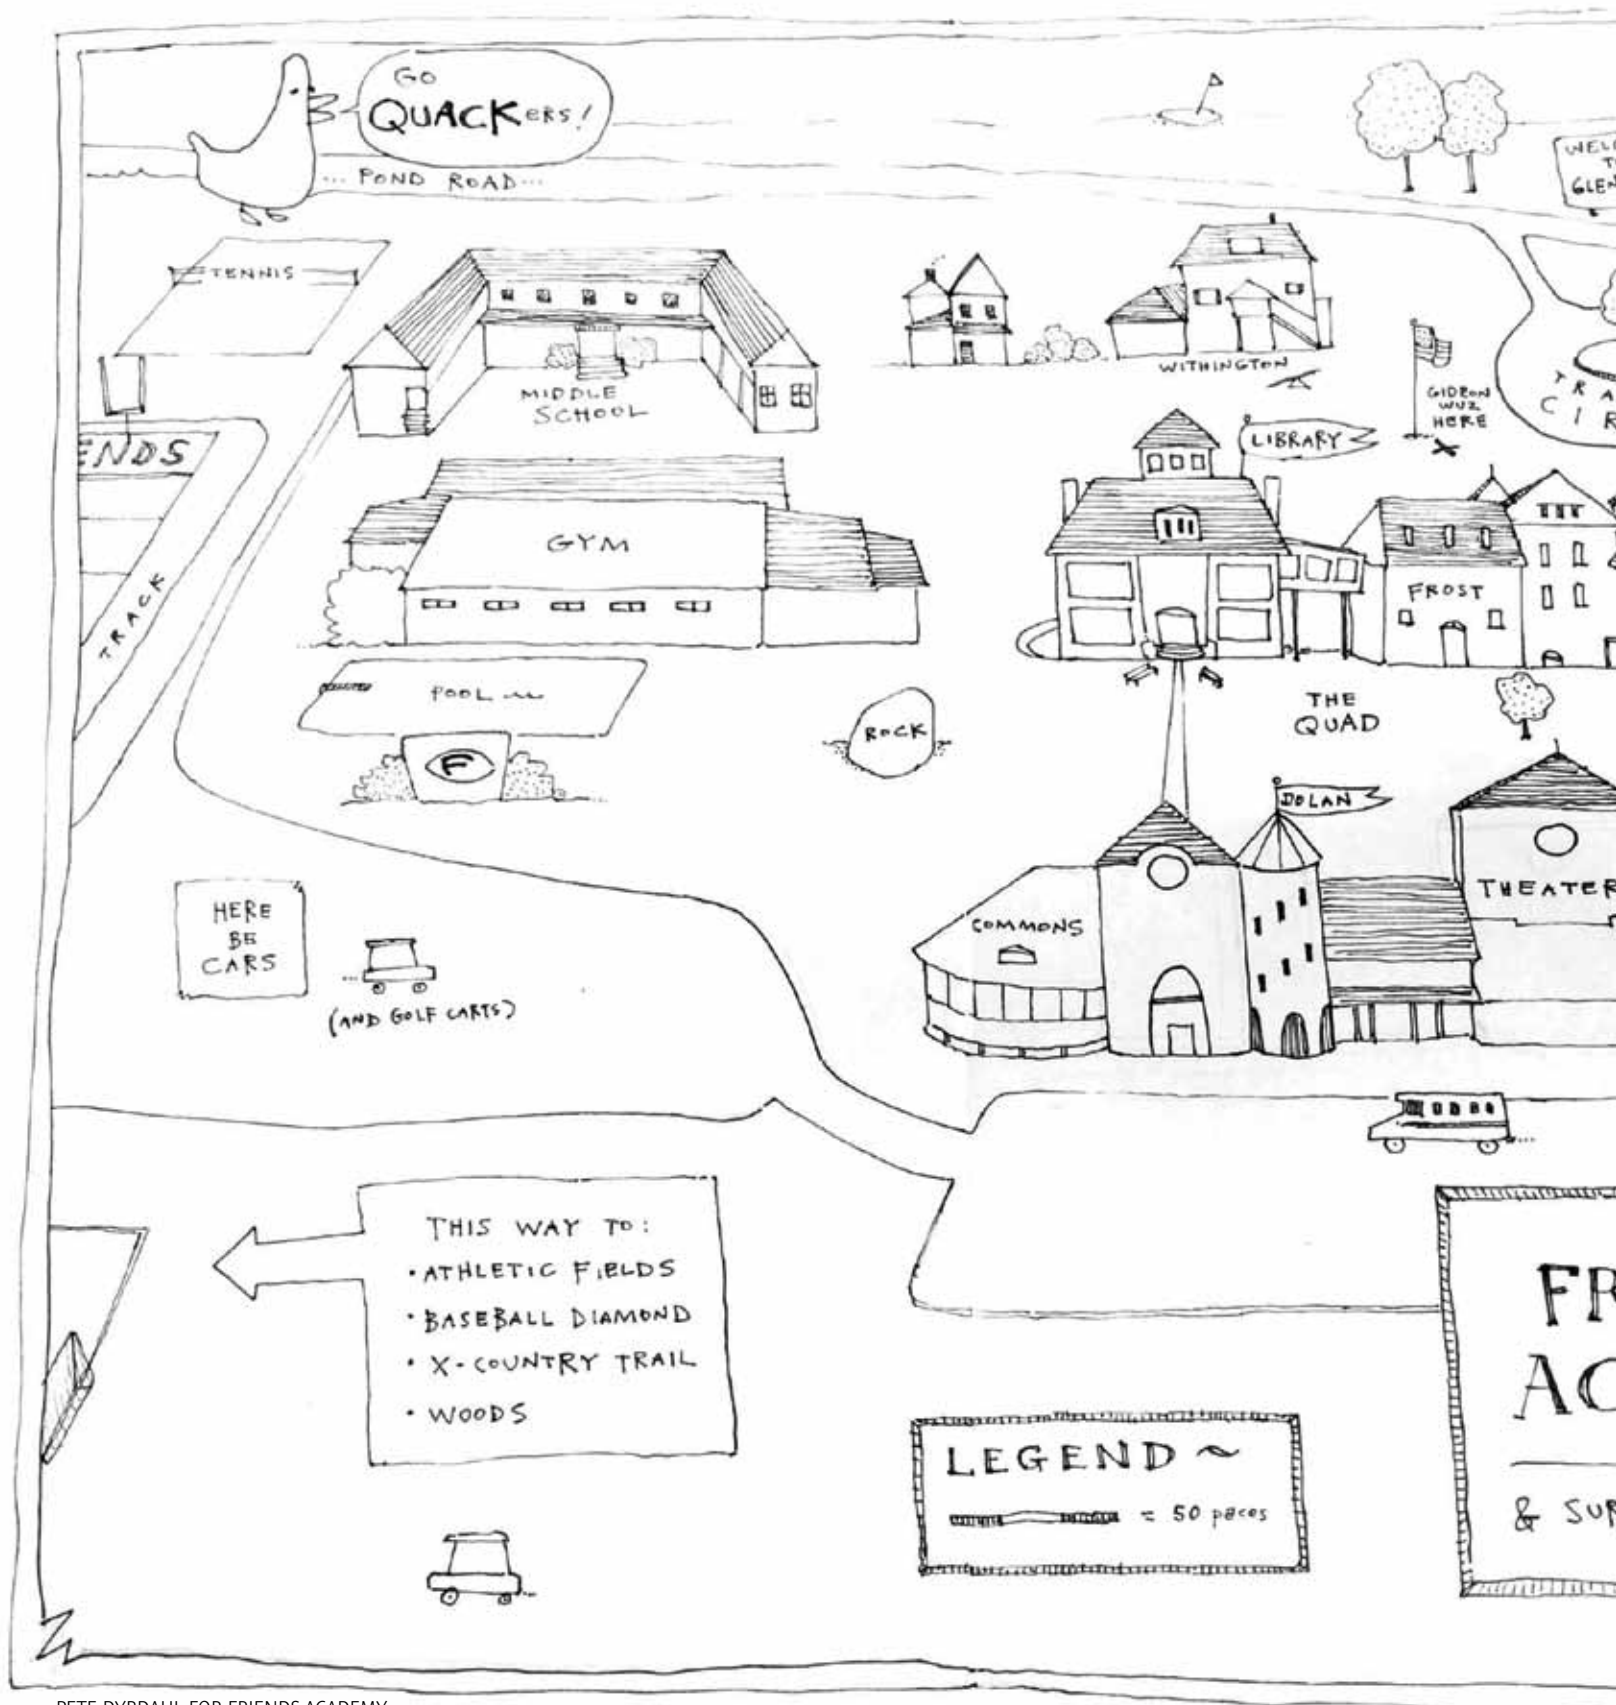 GO
QUACKERS!
... POND ROAD...
TENNIS
MIDDLE
SCHOOL
WITHINGTON
GIDEON
WUZ
HERE
LIBRARY
ENDS
TRACK
GYM
FROST
POOL
ROCK
THE
QUAD
F
DOLAN
THEATER
COMMONS
HERE
BE
CARS
(AND GOLF CARTS)
THIS WAY TO:
• ATHLETIC FIELDS
• BASEBALL DIAMOND
• X-COUNTRY TRAIL
• WOODS
LEGEND ~
= 50 paces
FR
AC
& SUR
PETE DYRDAHL FOR FRIENDS ACADEMY